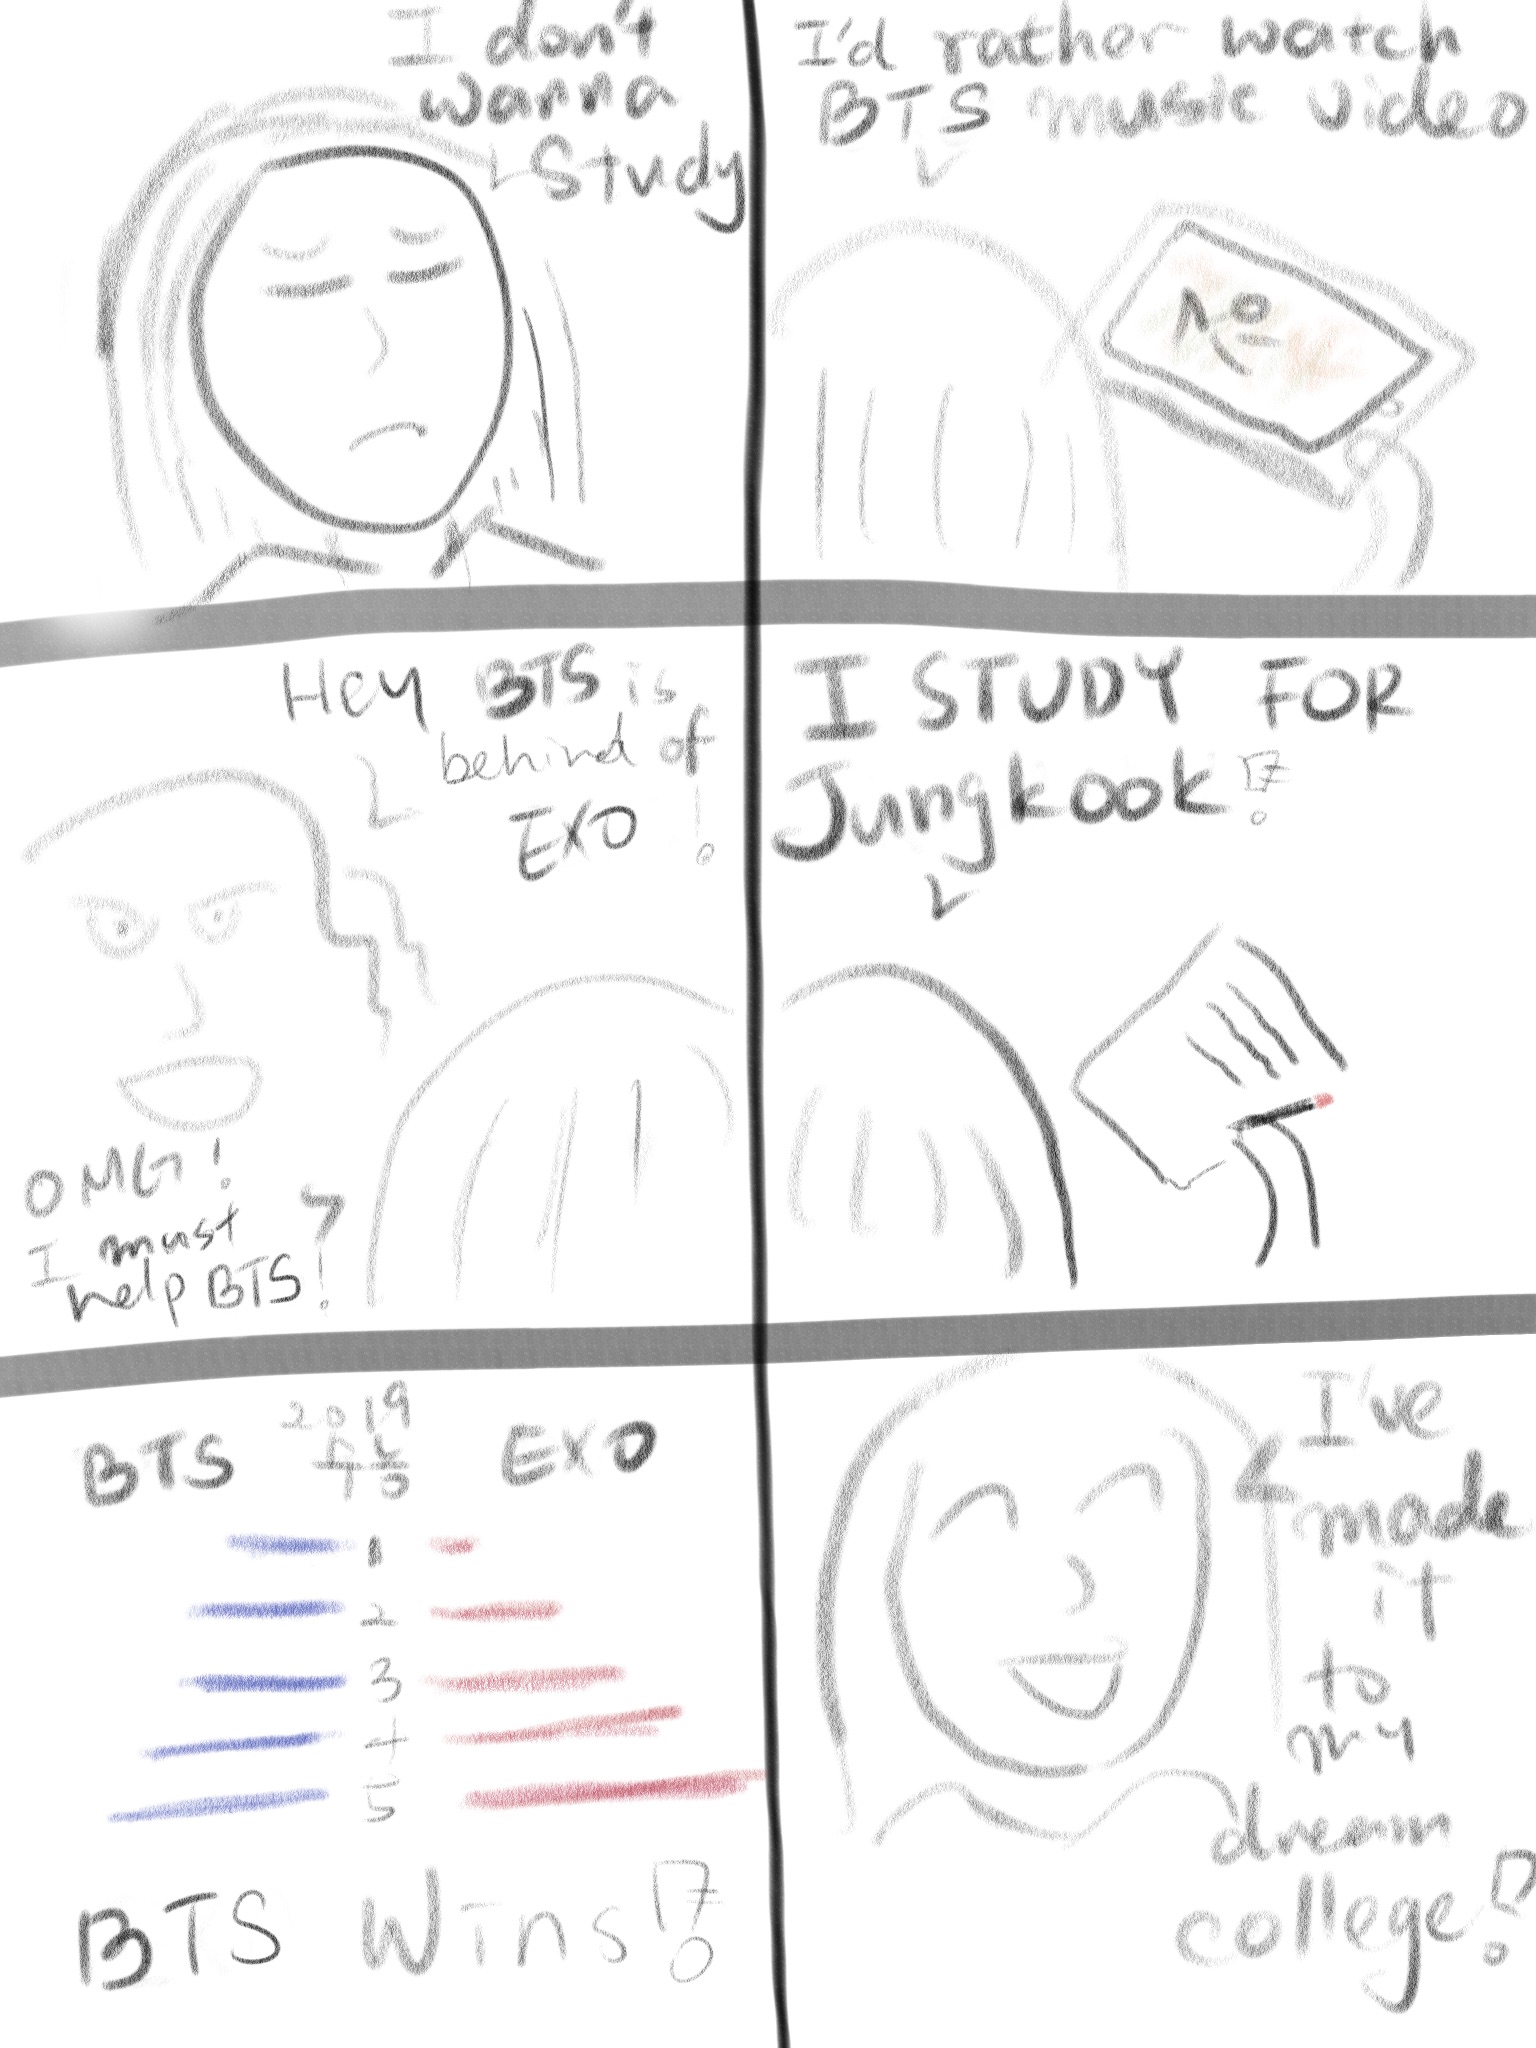 I don't
wanna
Study
I'd rather watch
BTS music video
Hey BTS is
behind of
EXO!
OMG!
I must
help BTS!
I STUDY FOR
Jungkook!
BTS
2019
EXO
1
2
3
4
5
BTS Wins!
I've
made
it
to
my
dream
college!